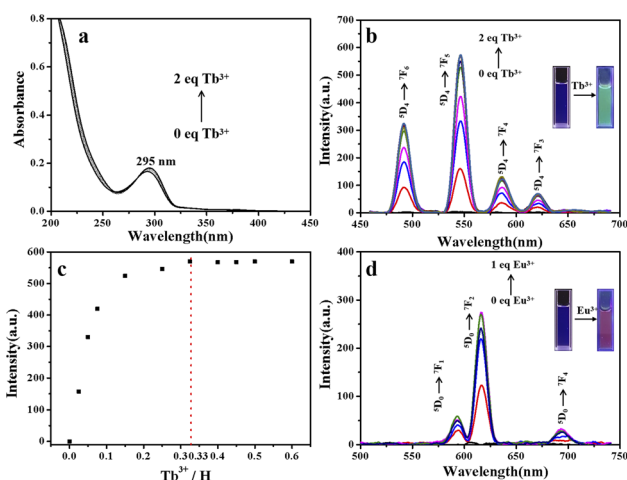 a
2 eq Tb³⁺
0 eq Tb³⁺
295 nm
Absorbance
0.8
0.6
0.4
0.2
0.0
200 250 300 350 400 450
Wavelength(nm)
b
2 eq Tb³⁺
0 eq Tb³⁺
Tb³⁺
⁵D₄ ⁷F₆
⁵D₄ ⁷F₅
⁵D₄ ⁷F₄
⁵D₄ ⁷F₃
Intensity(a.u.)
700
600
500
400
300
200
100
0
450 500 550 600 650 700
Wavelength(nm)
c
Intensity(a.u.)
600
500
400
300
200
100
0
0.0 0.1 0.2 0.3 0.33 0.4 0.5 0.6
Tb³⁺ / H
d
1 eq Eu³⁺
0 eq Eu³⁺
Eu³⁺
⁵D₀ ⁷F₁
⁵D₀ ⁷F₂
⁵D₀ ⁷F₄
Intensity(a.u.)
400
300
200
100
0
500 550 600 650 700 750
Wavelength(nm)